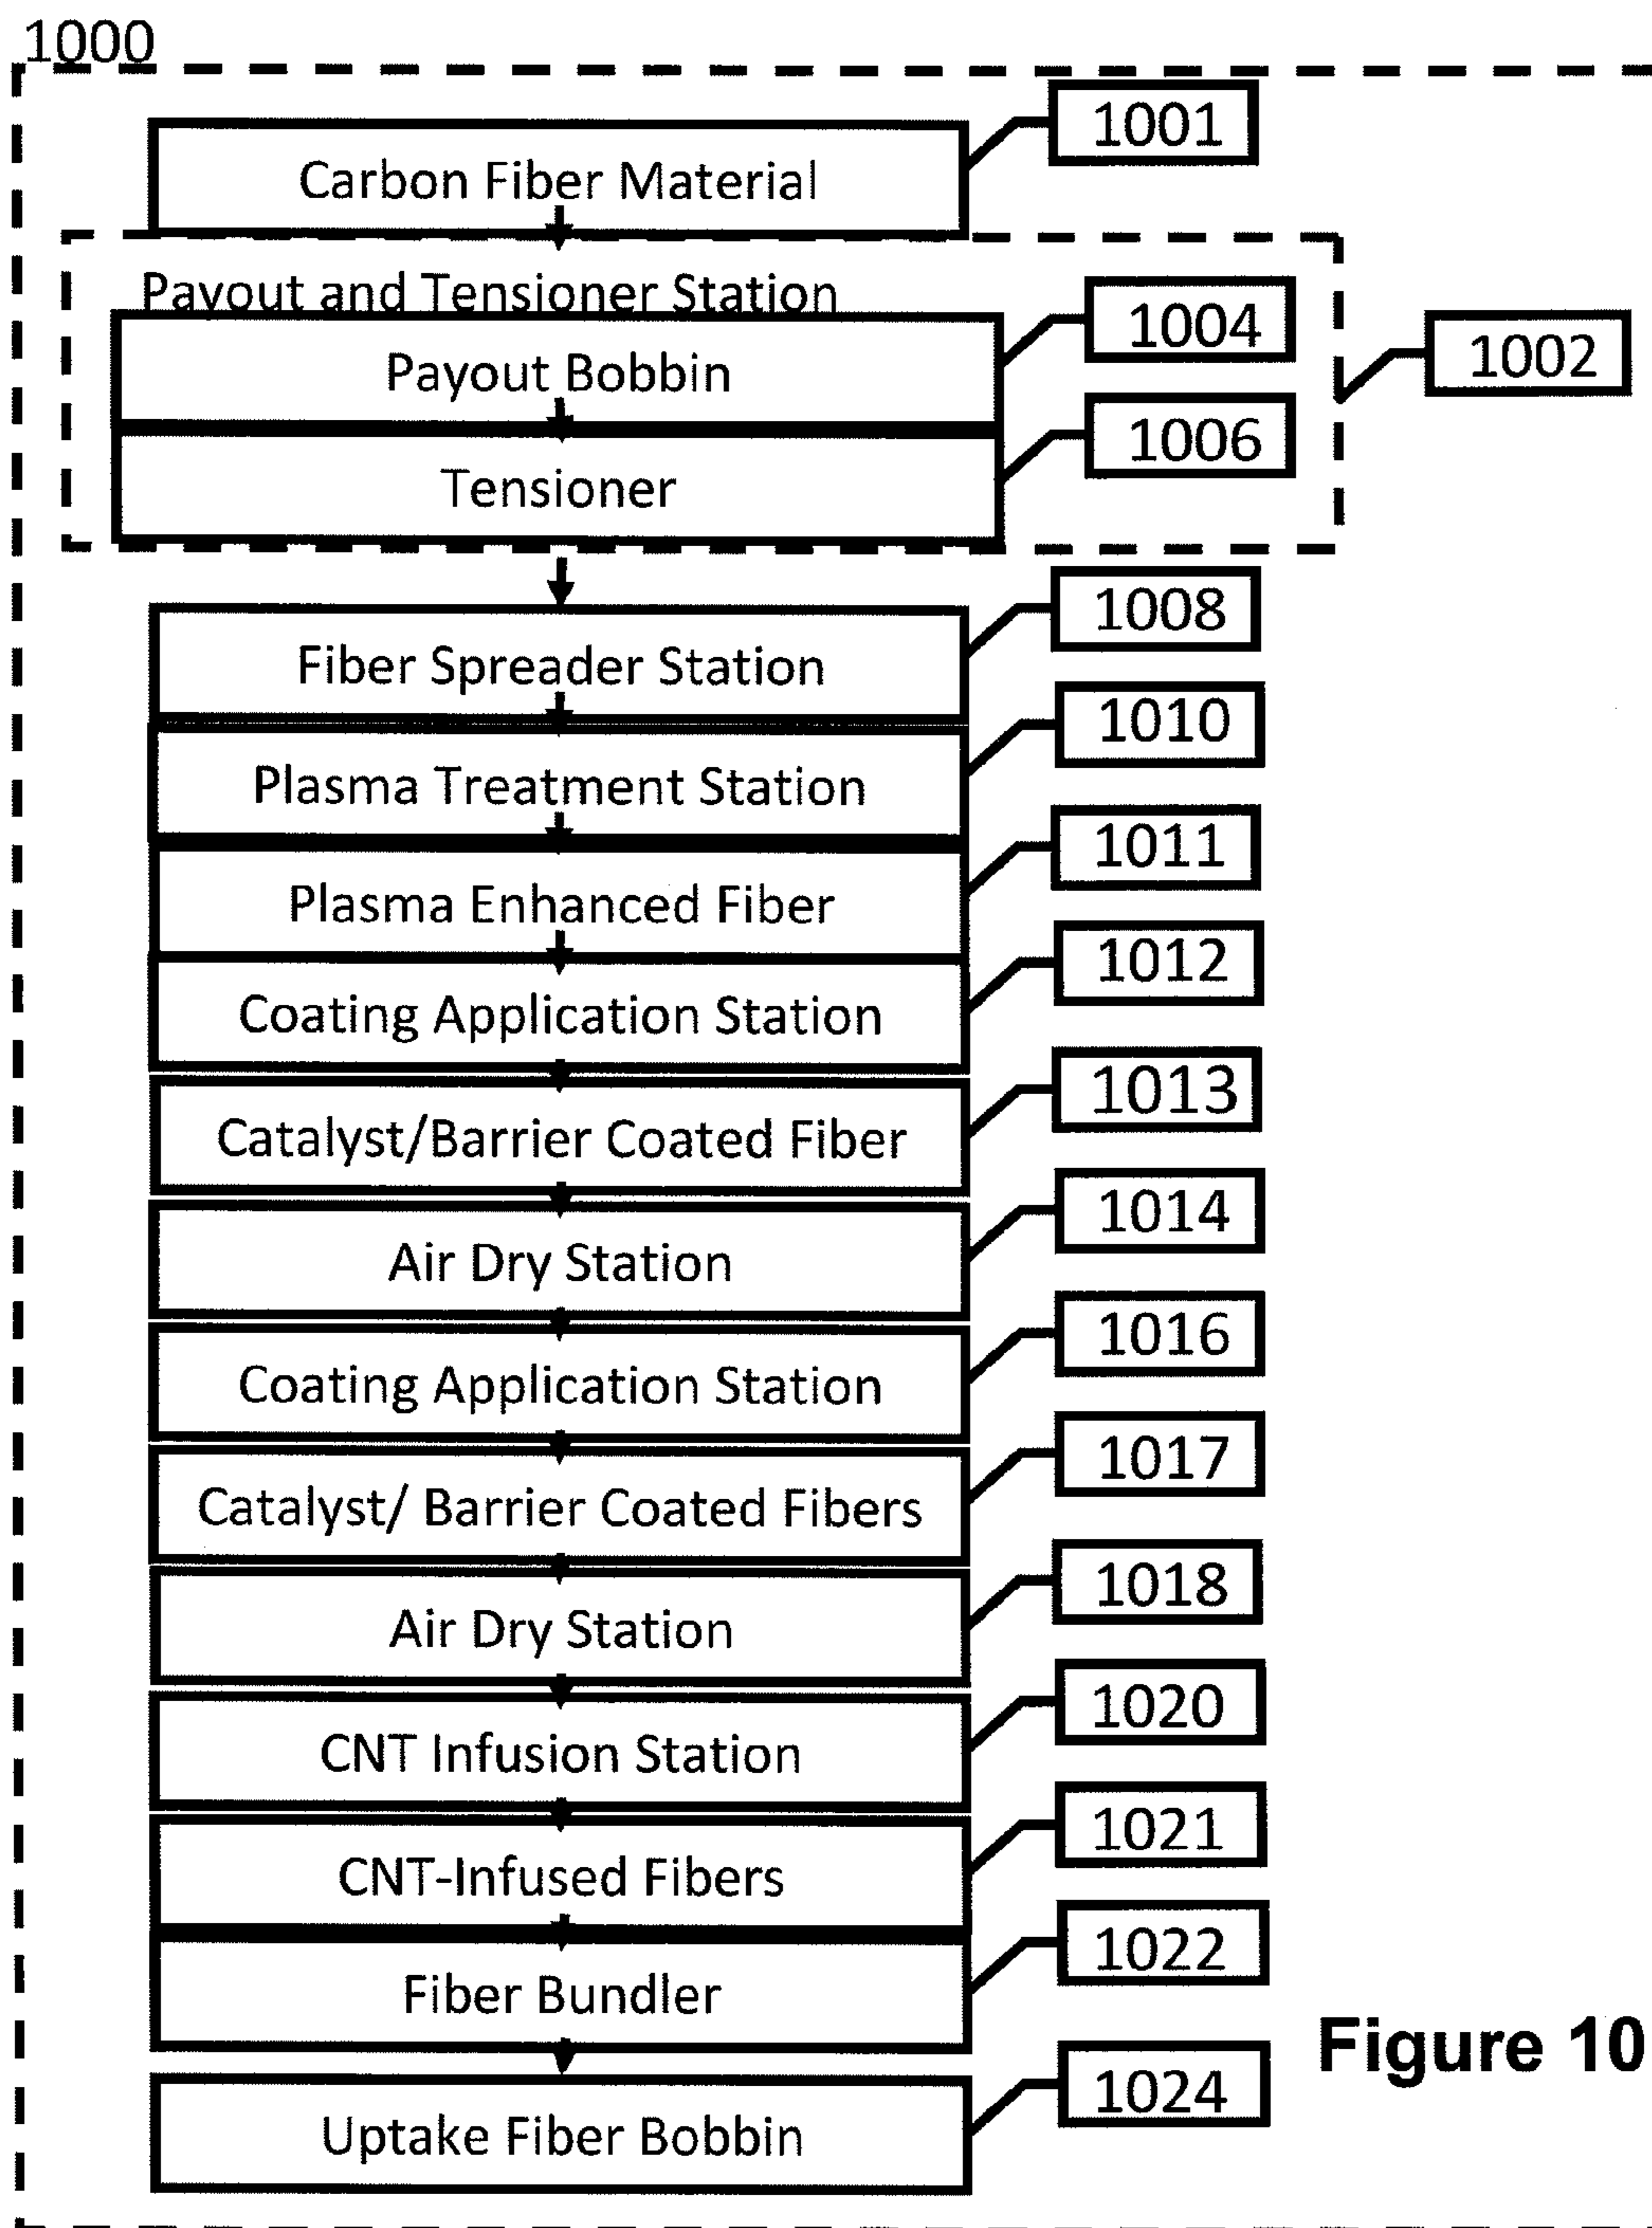 1000
Carbon Fiber Material
1001
Payout and Tensioner Station
Payout Bobbin
1004
1002
Tensioner
1006
Fiber Spreader Station
1008
Plasma Treatment Station
1010
Plasma Enhanced Fiber
1011
Coating Application Station
1012
Catalyst/Barrier Coated Fiber
1013
Air Dry Station
1014
Coating Application Station
1016
Catalyst/ Barrier Coated Fibers
1017
Air Dry Station
1018
CNT Infusion Station
1020
CNT-Infused Fibers
1021
Fiber Bundler
1022
Uptake Fiber Bobbin
1024
Figure 10